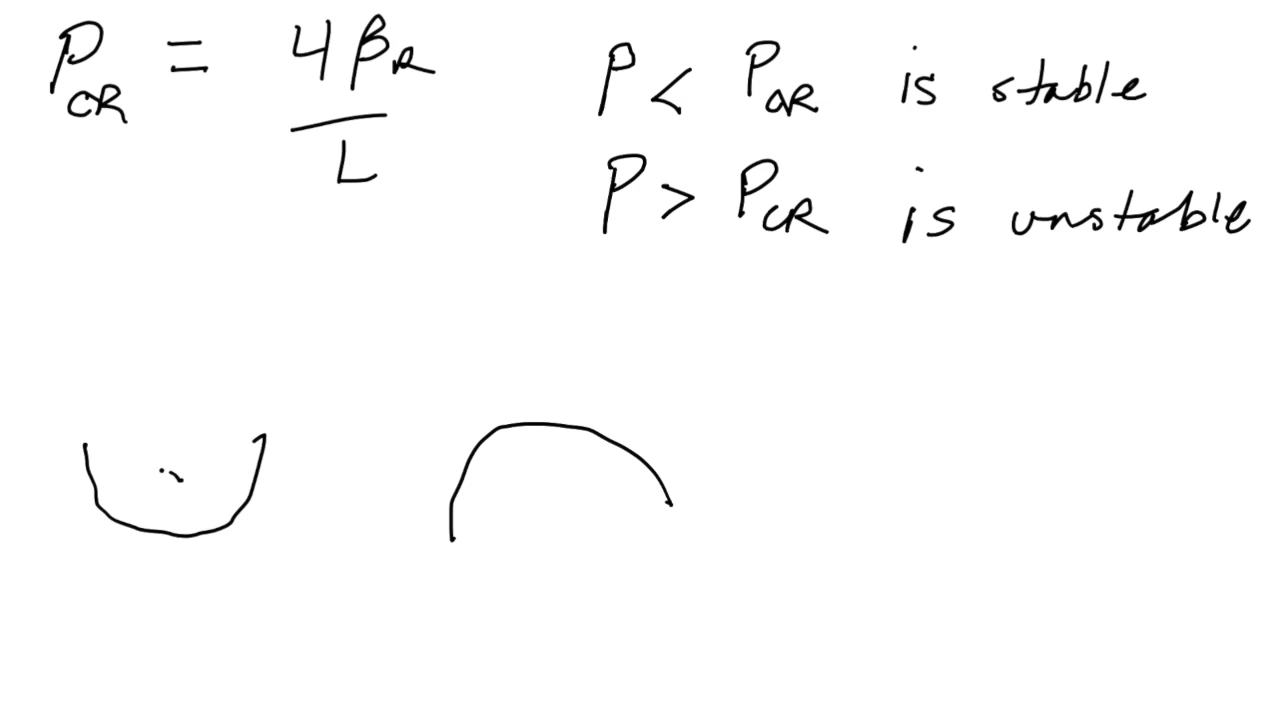 P_CR = 4β_R / L
P < P_CR is stable
P > P_CR is unstable